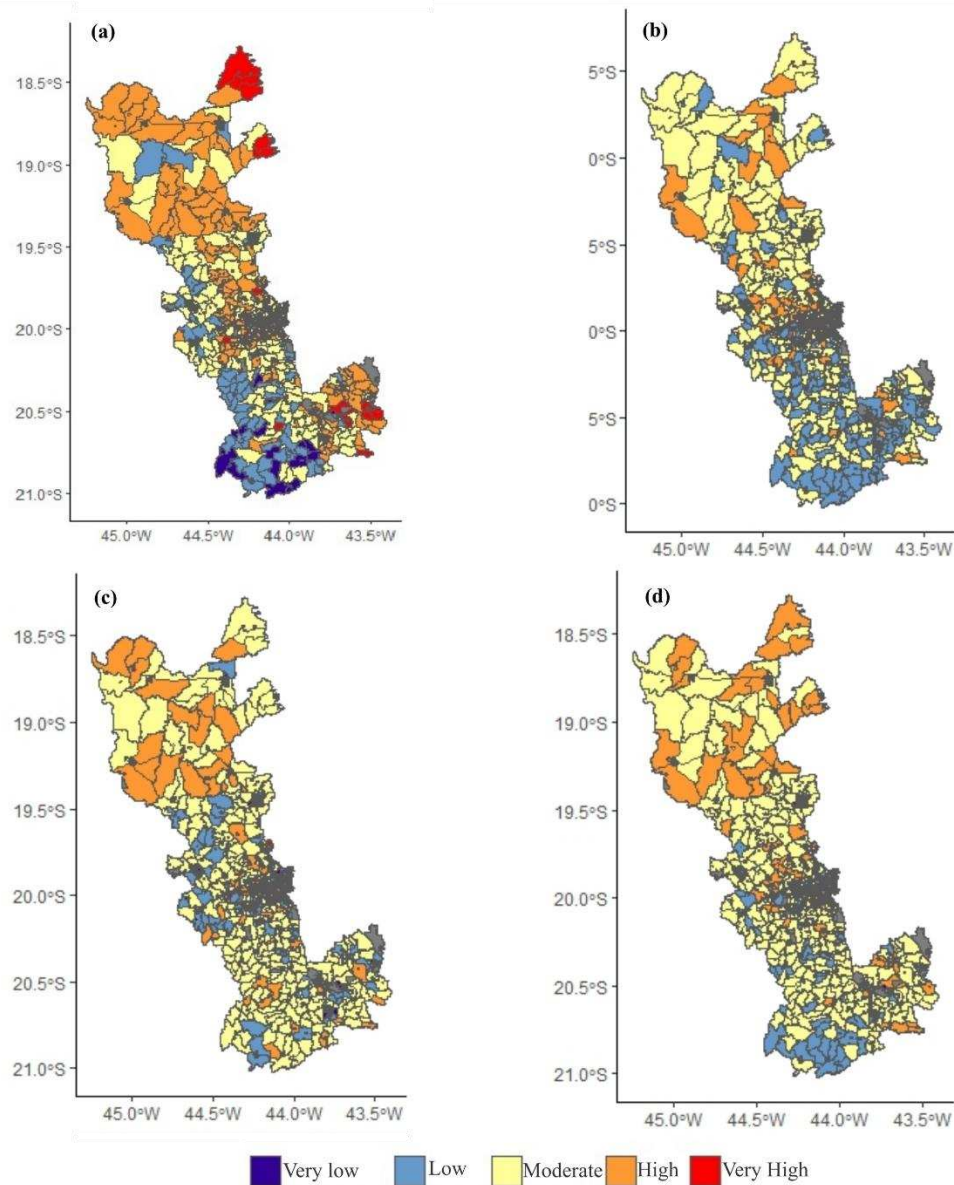 (a)
18.5°S
19.0°S
19.5°S
20.0°S
20.5°S
21.0°S
45.0°W 44.5°W 44.0°W 43.5°W
(b)
5°S
0°S
5°S
0°S
5°S
0°S
45.0°W 44.5°W 44.0°W 43.5°W
(c)
18.5°S
19.0°S
19.5°S
20.0°S
20.5°S
21.0°S
45.0°W 44.5°W 44.0°W 43.5°W
(d)
18.5°S
19.0°S
19.5°S
20.0°S
20.5°S
21.0°S
45.0°W 44.5°W 44.0°W 43.5°W
Very low Low Moderate High Very High